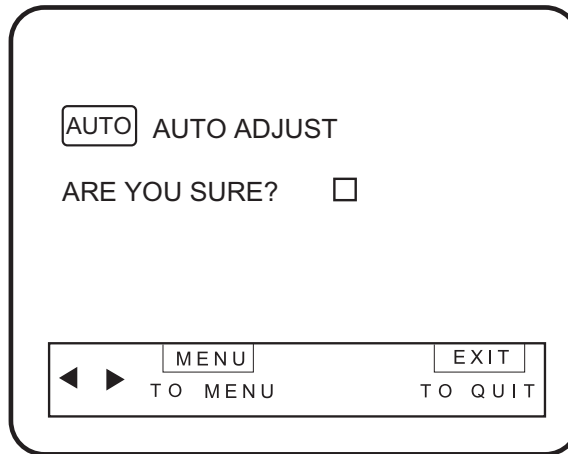 AUTO AUTO ADJUST
ARE YOU SURE?
MENU EXIT
TO MENU TO QUIT